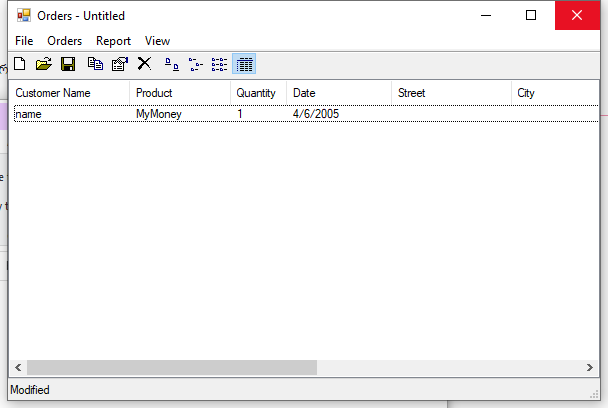 Orders - Untitled
File Orders Report View
Customer Name Product Quantity Date Street City
name MyMoney 1 4/6/2005
Modified